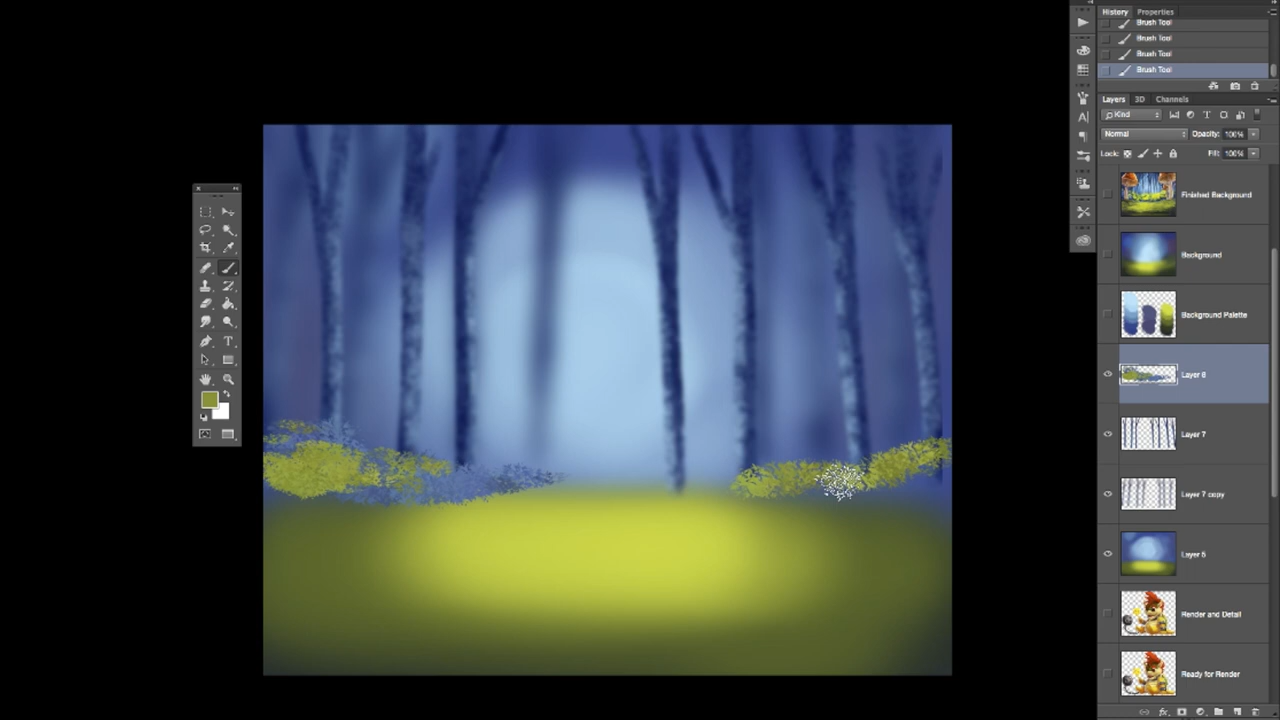 History Properties
Brush Tool
Brush Tool
Brush Tool
Brush Tool
Layers 3D Channels
Kind
Normal Opacity: 100%
Lock: Fill: 100%
Finished Background
Background
Background Palette
Layer 8
Layer 7
Layer 7 copy
Layer 5
Render and Detail
Ready for Render